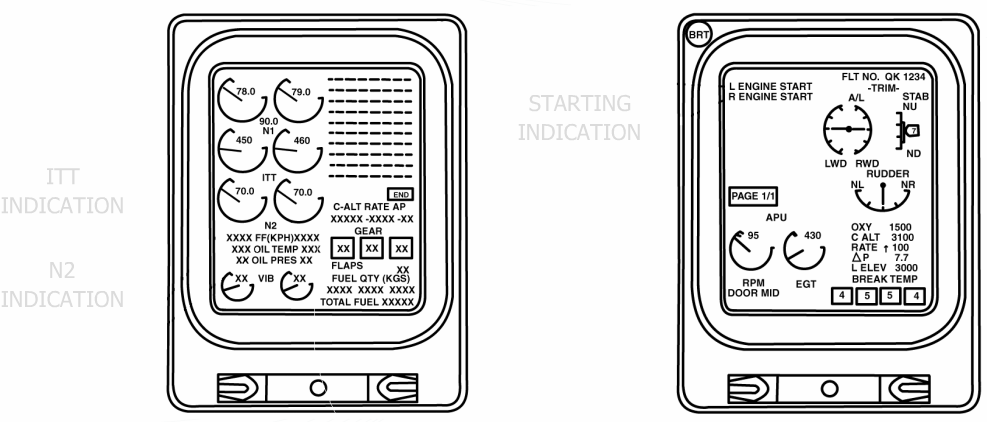 ITT
INDICATION
N2
INDICATION
78.0 79.0
90.0
N1
450 460
ITT
70.0 70.0
N2
END
C-ALT RATE AP
XXXXX -XXXX -XX
GEAR
XX XX XX
XXXX FF(KPH)XXXX
XXX OIL TEMP XXX
XX OIL PRES XX
XX VIB XX
FLAPS XX
FUEL QTY (KGS)
XXXX XXXX XXXX
TOTAL FUEL XXXXX
STARTING
INDICATION
BRT
L ENGINE START
R ENGINE START
FLT NO. QK 1234
-TRIM-
A/L
STAB
NU
7
ND
LWD RWD
RUDDER
NL NR
PAGE 1/1
APU
95 430
RPM EGT
DOOR MID
OXY 1500
C ALT 3100
RATE ↑ 100
△ P 7.7
L ELEV 3000
BREAK TEMP
4 5 5 4